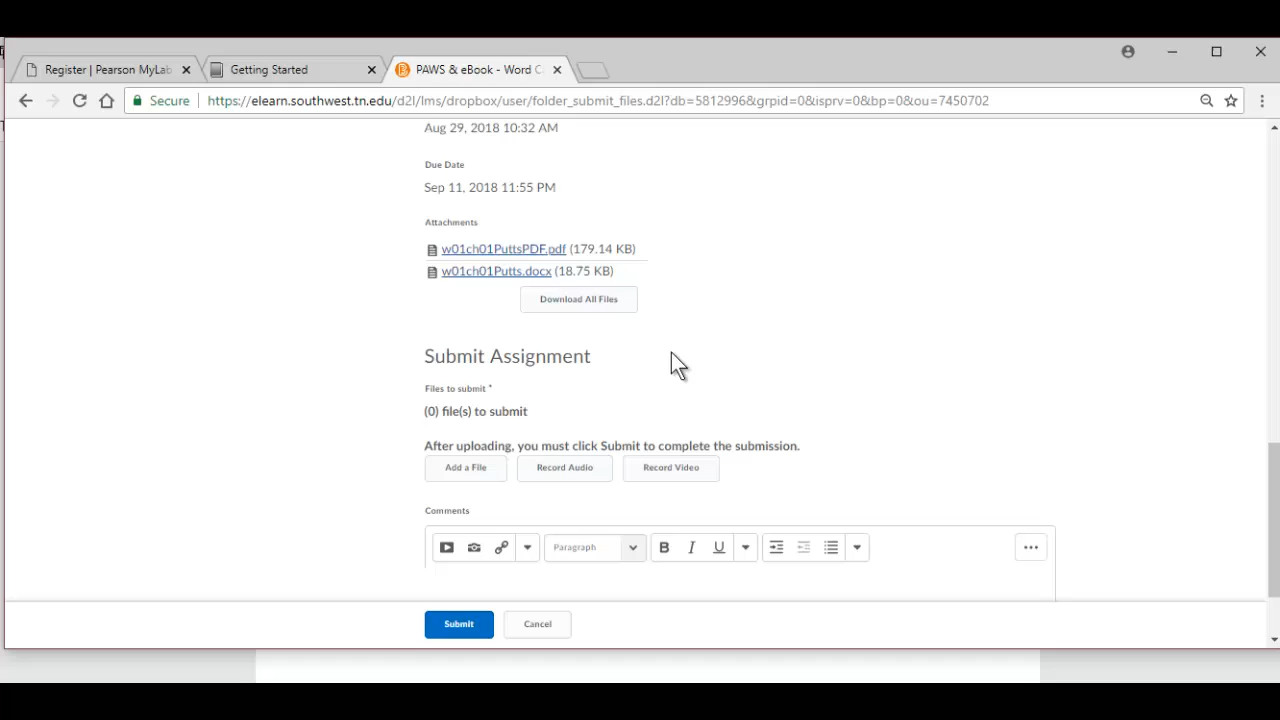 Register | Pearson MyLab
Getting Started
PAWS & eBook - Word C
Secure
https://elearn.southwest.tn.edu/d2l/lms/dropbox/user/folder_submit_files.d2l?db=5812996&grpid=0&isprv=0&bp=0&ou=7450702
Aug 29, 2018 10:32 AM
Due Date
Sep 11, 2018 11:55 PM
Attachments
w01ch01PuttsPDF.pdf (179.14 KB)
w01ch01Putts.docx (18.75 KB)
Download All Files
Submit Assignment
Files to submit *
(0) file(s) to submit
After uploading, you must click Submit to complete the submission.
Add a File Record Audio Record Video
Comments
Paragraph B I U
Submit Cancel